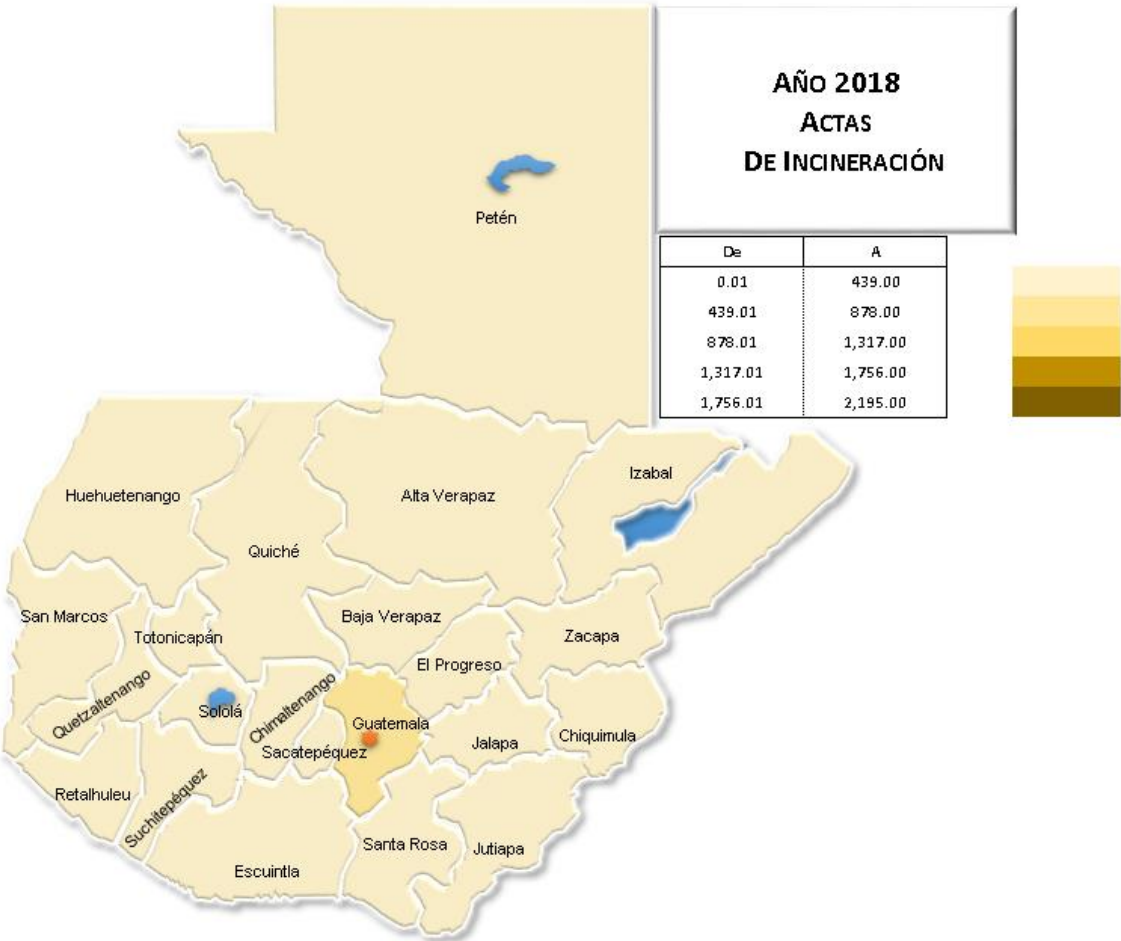 AÑO 2018
ACTAS
DE INCINERACIÓN
De A
0.01 439.00
439.01 878.00
878.01 1,317.00
1,317.01 1,756.00
1,756.01 2,195.00
Petén
Izabal
Huehuetenango
Alta Verapaz
Quiché
San Marcos
Totonicapán
Baja Verapaz
Zacapa
El Progreso
Quetzaltenango
Sololá
Chimaltenango
Guatemala
Sacatepéquez
Jalapa
Chiquimula
Retalhuleu
Suchitepéquez
Santa Rosa
Jutiapa
Escuintla